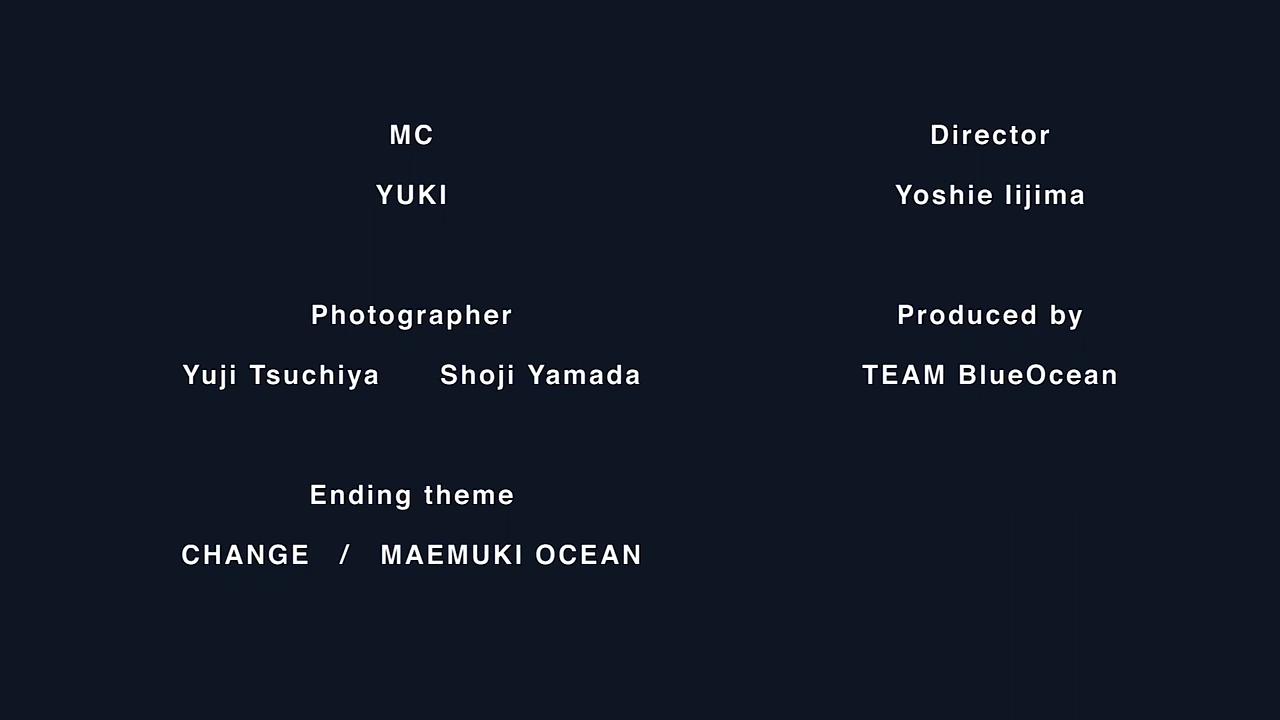 MC
YUKI
Photographer
Yuji Tsuchiya Shoji Yamada
Ending theme
CHANGE / MAEMUKI OCEAN
Director
Yoshie Iijima
Produced by
TEAM BlueOcean